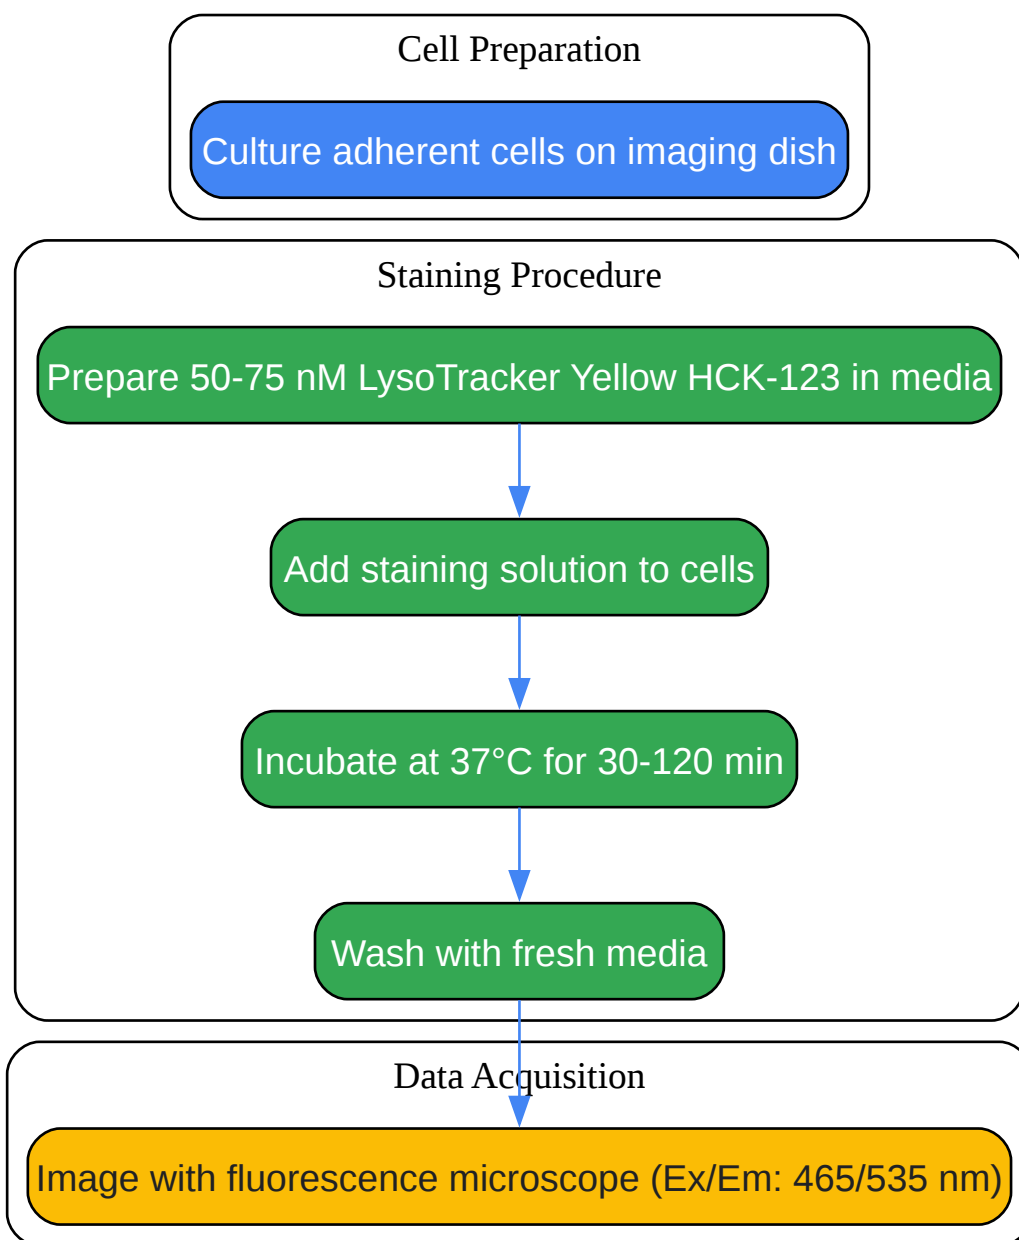 Cell Preparation
Culture adherent cells on imaging dish
Staining Procedure
Prepare 50-75 nM LysoTracker Yellow HCK-123 in media
Add staining solution to cells
Incubate at 37°C for 30-120 min
Wash with fresh media
Data Acquisition
Image with fluorescence microscope (Ex/Em: 465/535 nm)